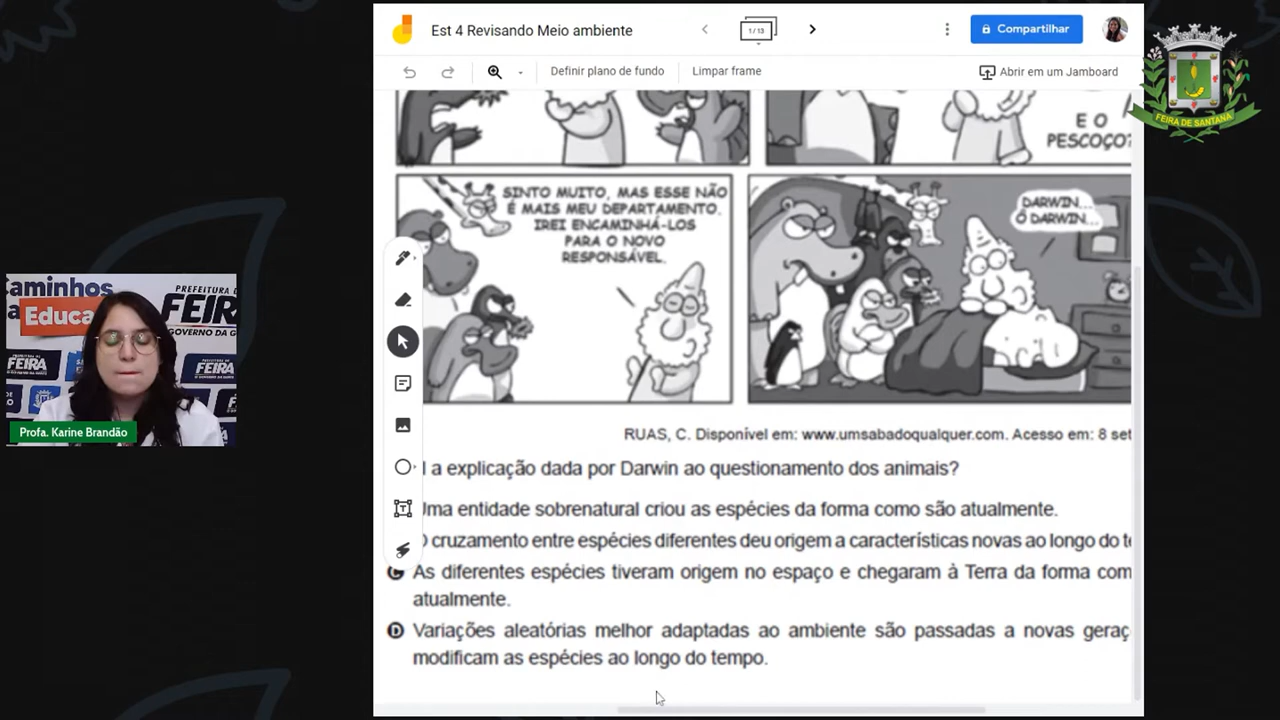 Est 4 Revisando Meio ambiente
1 / 13
Compartilhar
Definir plano de fundo
Limpar frame
Abrir em um Jamboard
FEIRA DE SANTANA
E O
PESCOÇO?
SINTO MUITO, MAS ESSE NÃO
É MAIS MEU DEPARTAMENTO.
IREI ENCAMINHÁ-LOS
PARA O NOVO
RESPONSÁVEL.
DARWIN...
Ó DARWIN...
RUAS, C. Disponível em: www.umsabadoqualquer.com. Acesso em: 8 set
l a explicação dada por Darwin ao questionamento dos animais?
Uma entidade sobrenatural criou as espécies da forma como são atualmente.
O cruzamento entre espécies diferentes deu origem a características novas ao longo do t
C As diferentes espécies tiveram origem no espaço e chegaram à Terra da forma com
atualmente.
D Variações aleatórias melhor adaptadas ao ambiente são passadas a novas geraç
modificam as espécies ao longo do tempo.
Caminhos
Educa
PREFEITURA D
FEIR
GOVERNO DA G
FEIRA
FEIRA
Profa. Karine Brandão